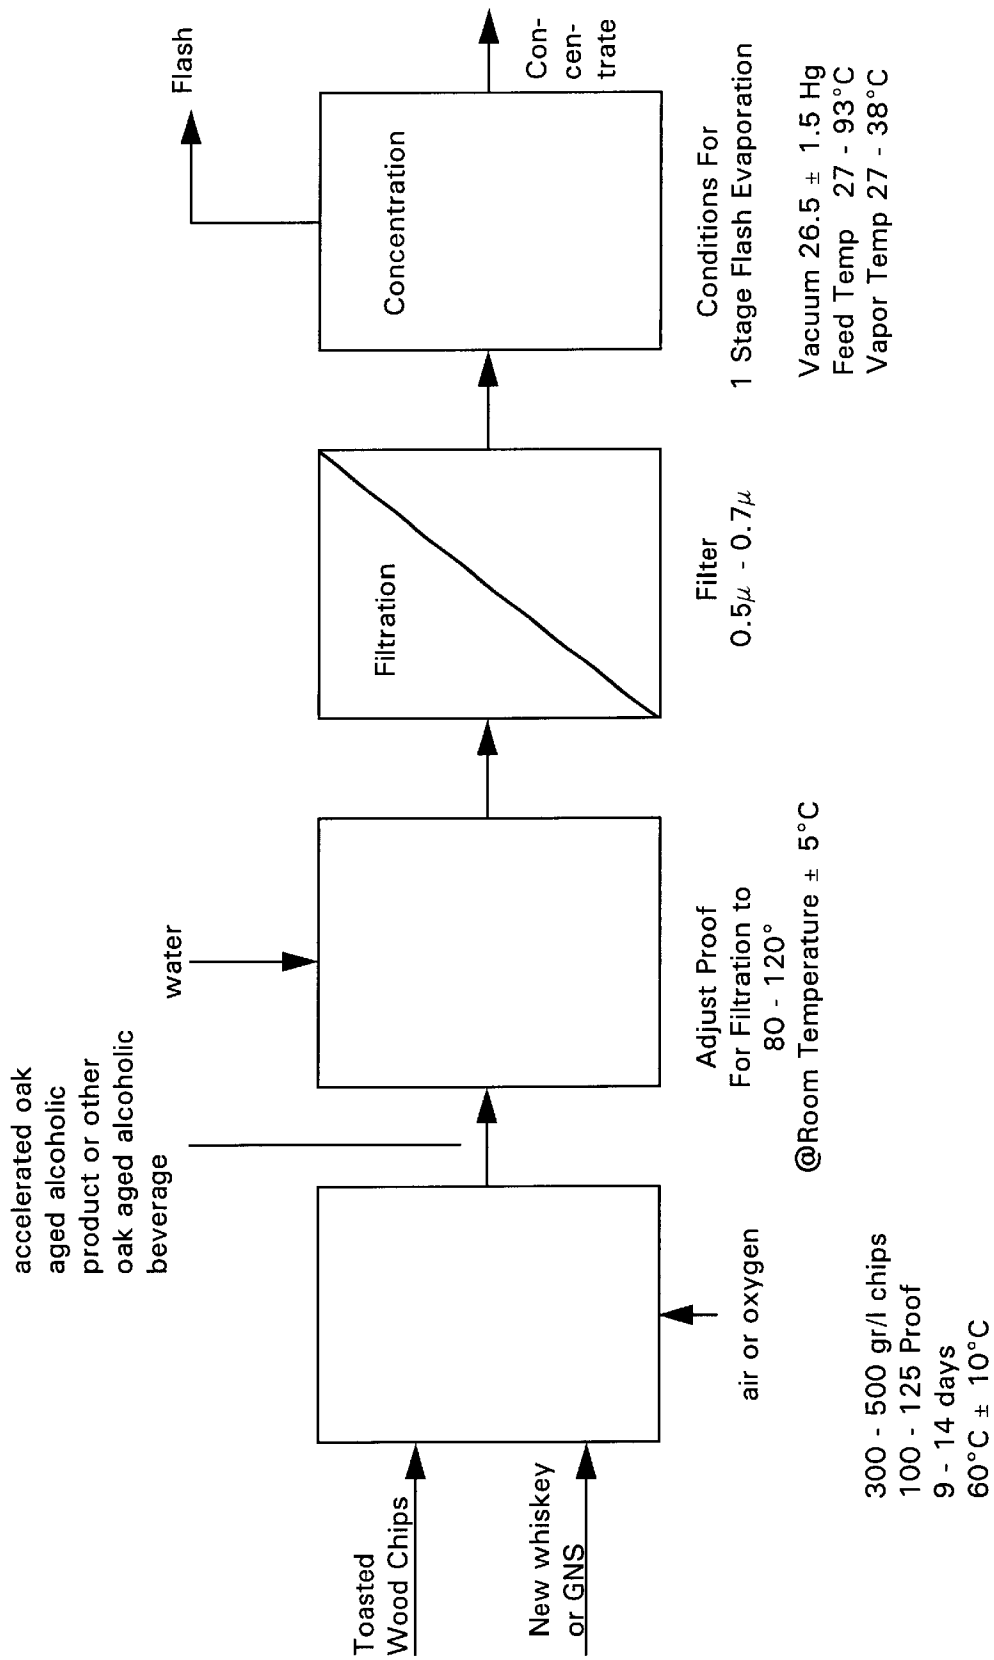 accelerated oak
aged alcoholic
product or other
oak aged alcoholic
beverage
water
Flash
Toasted
Wood Chips
New whiskey
or GNS
air or oxygen
300 - 500 gr/l chips
100 - 125 Proof
9 - 14 days
60°C ± 10°C
Adjust Proof
For Filtration to
80 - 120°
@Room Temperature ± 5°C
Filtration
Filter
0.5μ - 0.7μ
Concentration
Con-
cen-
trate
Conditions For
1 Stage Flash Evaporation
Vacuum 26.5 ± 1.5 Hg
Feed Temp 27 - 93°C
Vapor Temp 27 - 38°C